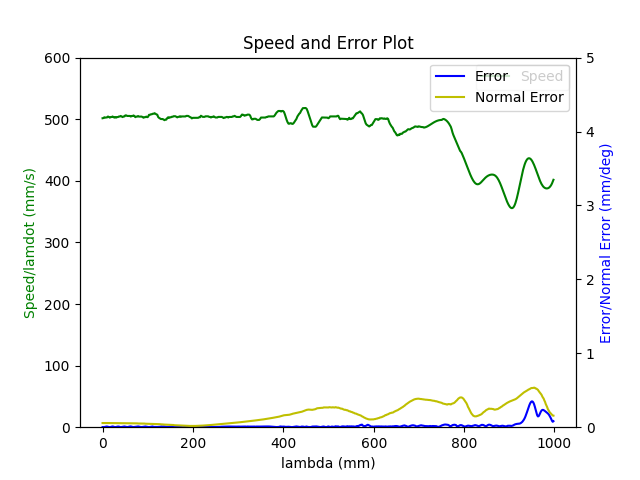 Speed and Error Plot
600
500
400
300
200
100
0
Speed/lamdot (mm/s)
0
200
400
600
800
1000
lambda (mm)
5
4
3
2
1
0
Error/Normal Error (mm/deg)
Error
Speed
Normal Error